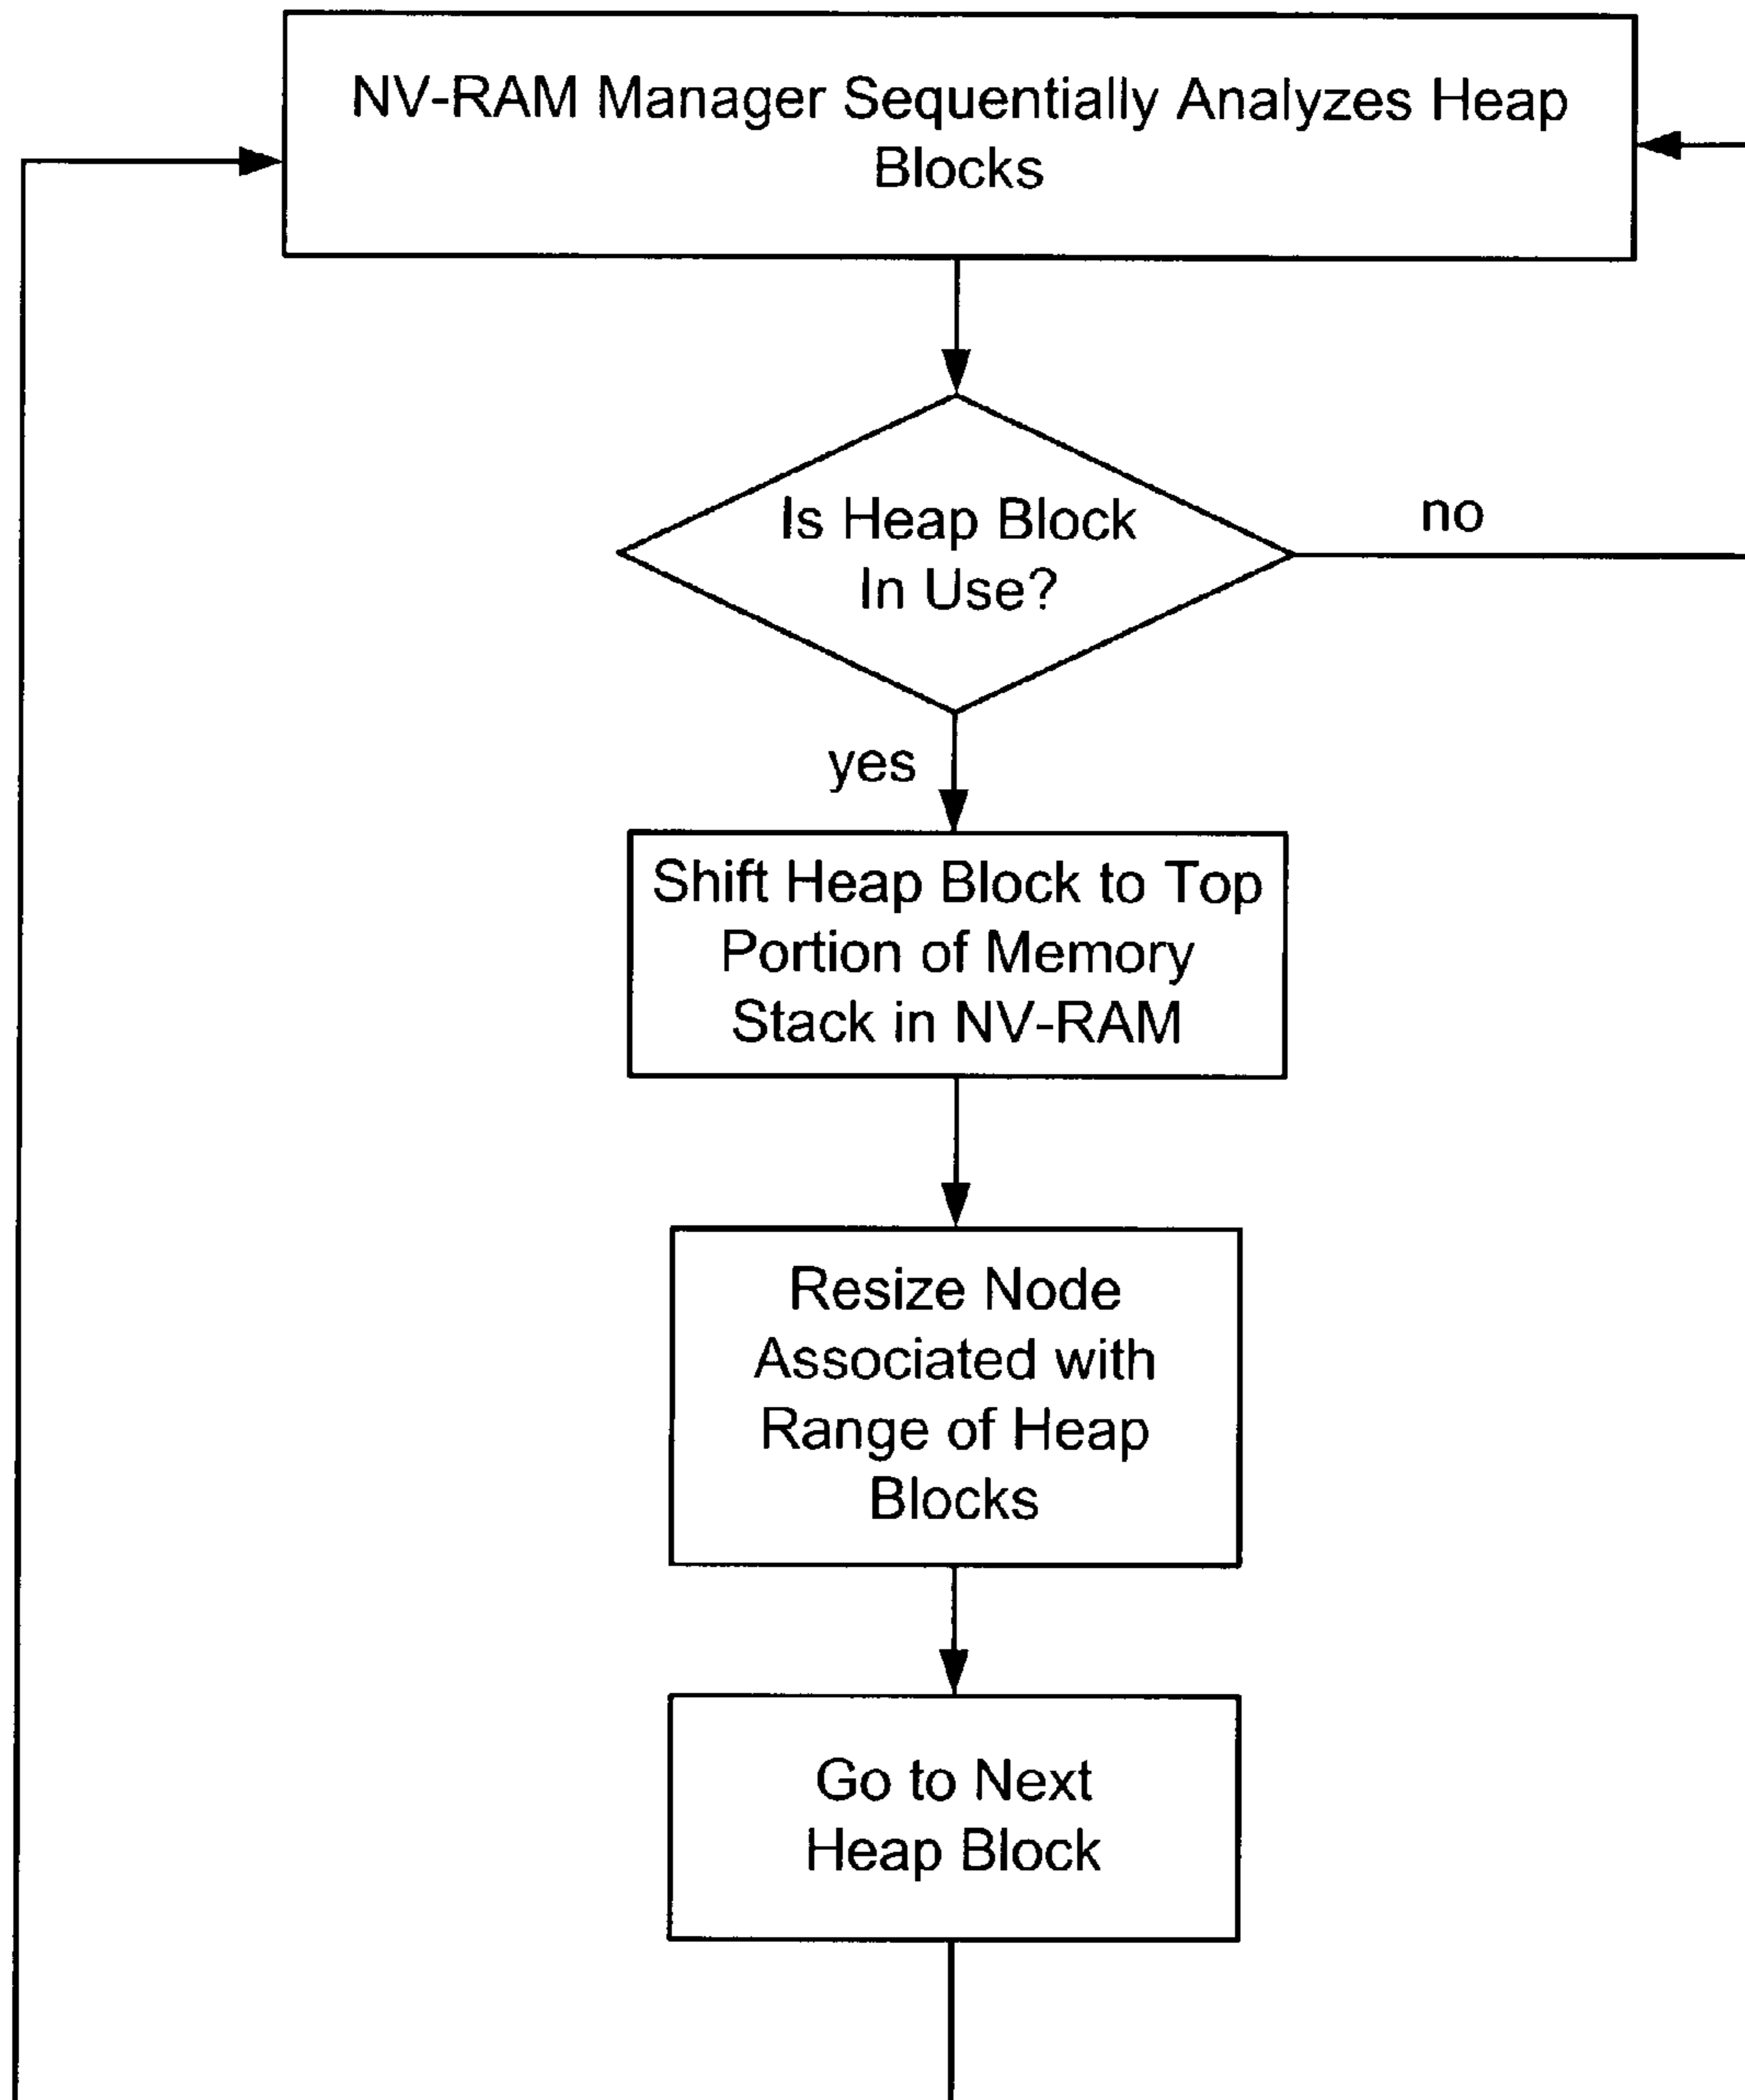 NV-RAM Manager Sequentially Analyzes Heap
Blocks
Is Heap Block
In Use?
no
yes
Shift Heap Block to Top
Portion of Memory
Stack in NV-RAM
Resize Node
Associated with
Range of Heap
Blocks
Go to Next
Heap Block